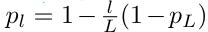 $p_l = 1 - \frac{l}{L}(1 - p_L)$